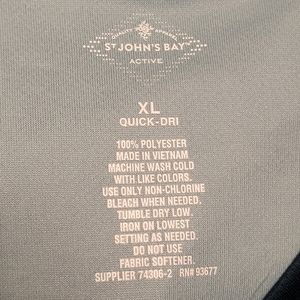 ST JOHN'S BAY
ACTIVE
XL
QUICK-DRI
100% POLYESTER
MADE IN VIETNAM
MACHINE WASH COLD
WITH LIKE COLORS.
USE ONLY NON-CHLORINE
BLEACH WHEN NEEDED.
TUMBLE DRY LOW.
IRON ON LOWEST
SETTING AS NEEDED.
DO NOT USE
FABRIC SOFTENER.
SUPPLIER 74306-2 RN# 93677